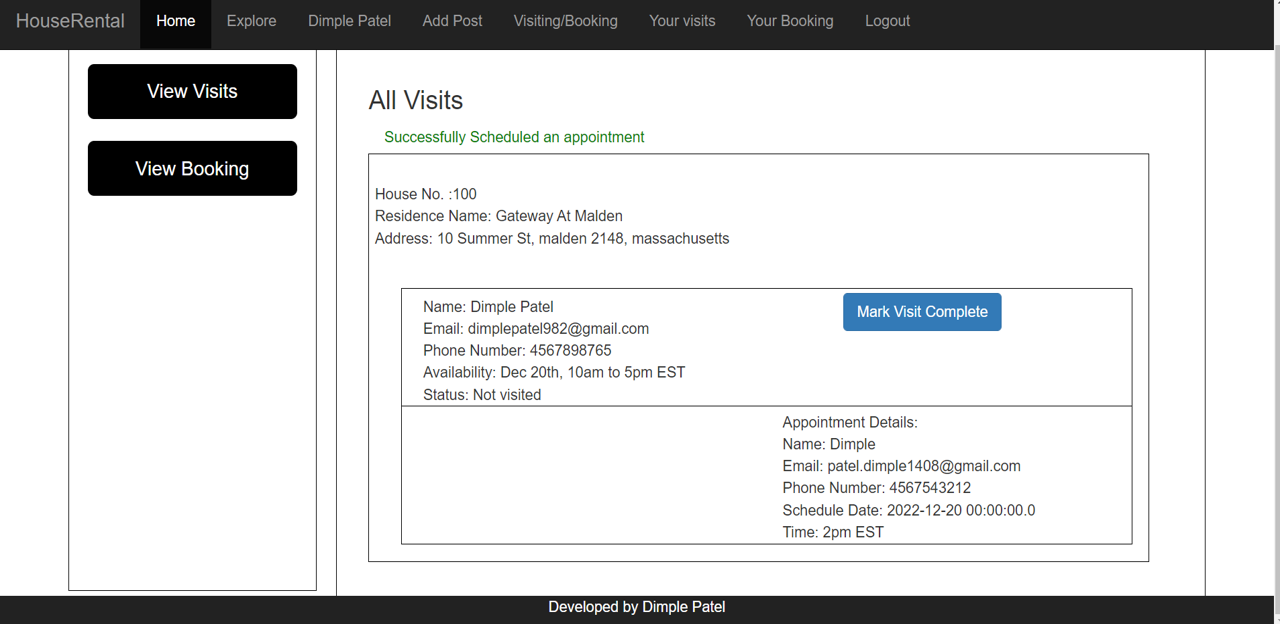 HouseRental Home Explore Dimple Patel Add Post Visiting/Booking Your visits Your Booking Logout
View Visits
View Booking
All Visits
Successfully Scheduled an appointment
House No. :100
Residence Name: Gateway At Malden
Address: 10 Summer St, malden 2148, massachusetts
Name: Dimple Patel
Email: dimplepatel982@gmail.com
Phone Number: 4567898765
Availability: Dec 20th, 10am to 5pm EST
Status: Not visited
Mark Visit Complete
Appointment Details:
Name: Dimple
Email: patel.dimple1408@gmail.com
Phone Number: 4567543212
Schedule Date: 2022-12-20 00:00:00.0
Time: 2pm EST
Developed by Dimple Patel